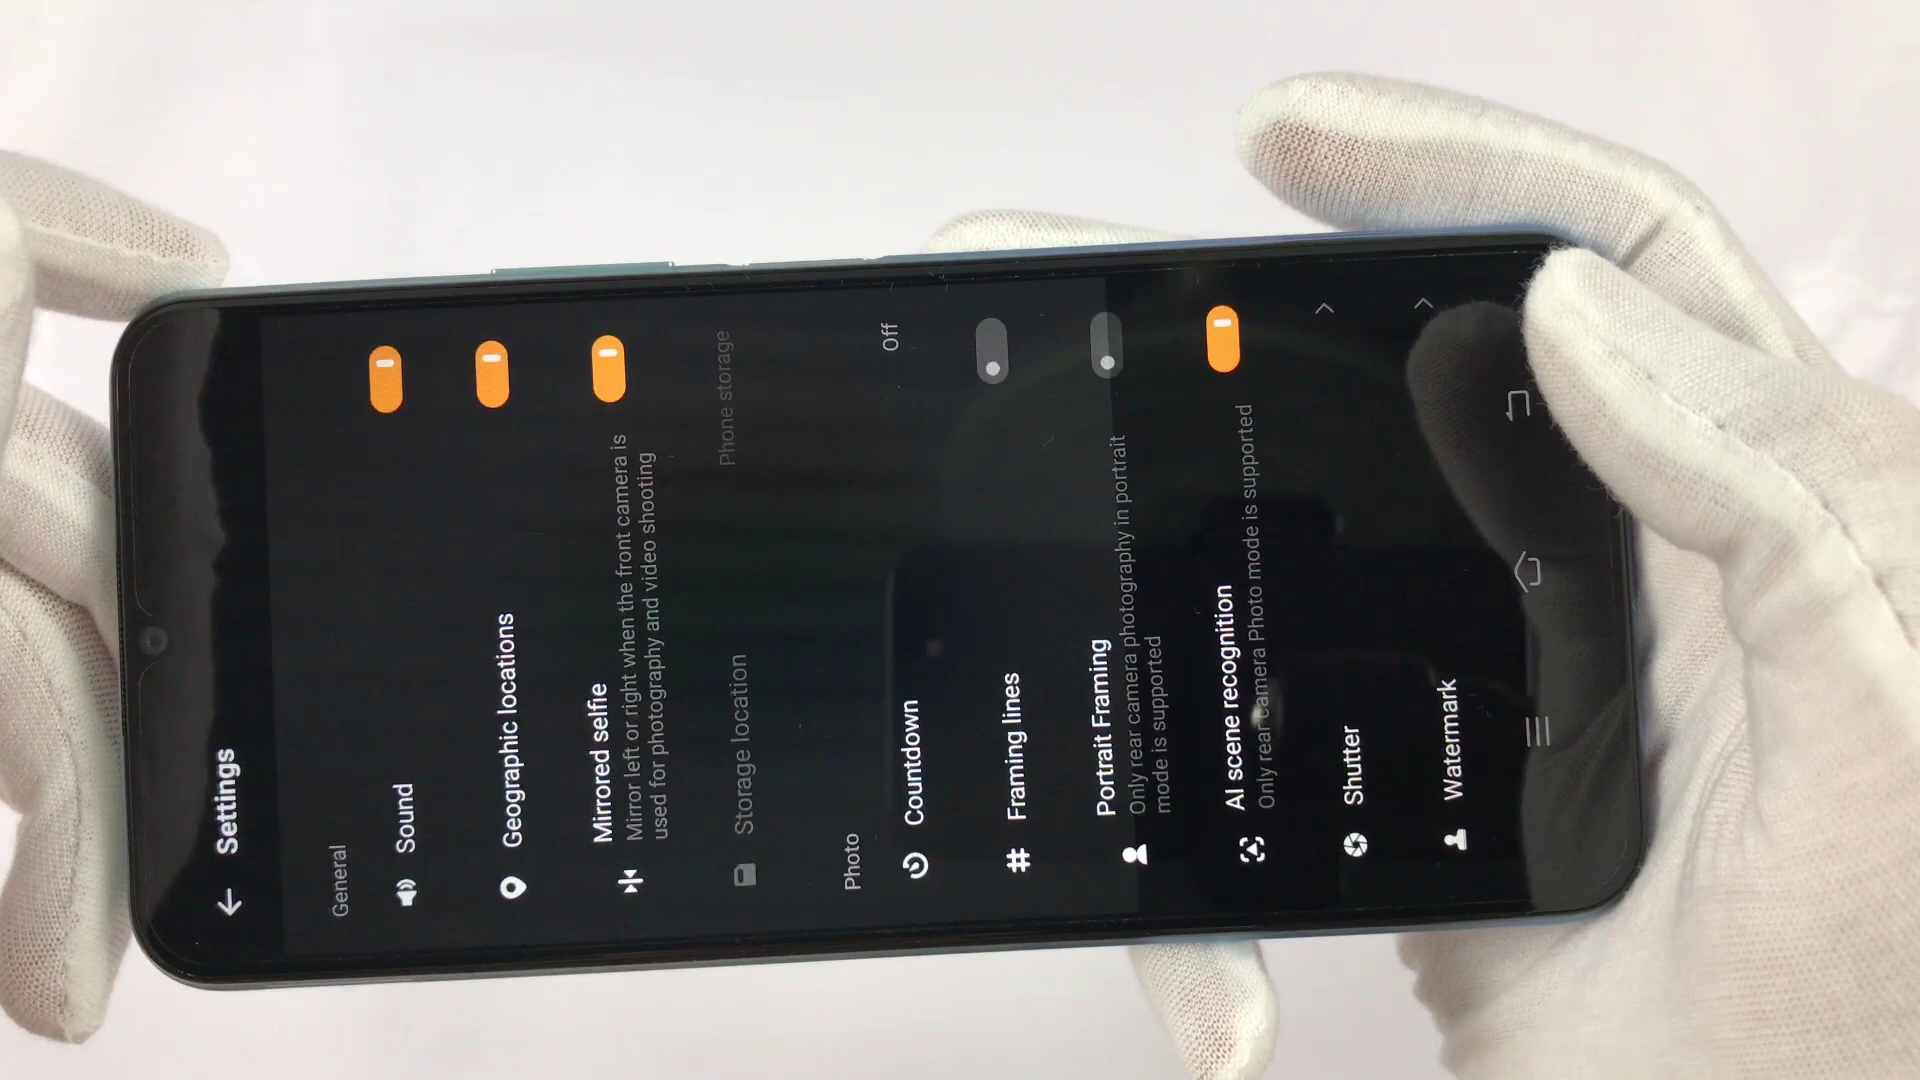 Settings
General
Sound
Geographic locations
Mirrored selfie
Mirror left or right when the front camera is
used for photography and video shooting
Storage location
Phone storage
Photo
Countdown
Off
Framing lines
Portrait Framing
Only rear camera photography in portrait
mode is supported
AI scene recognition
Only rear camera Photo mode is supported
Shutter
Watermark